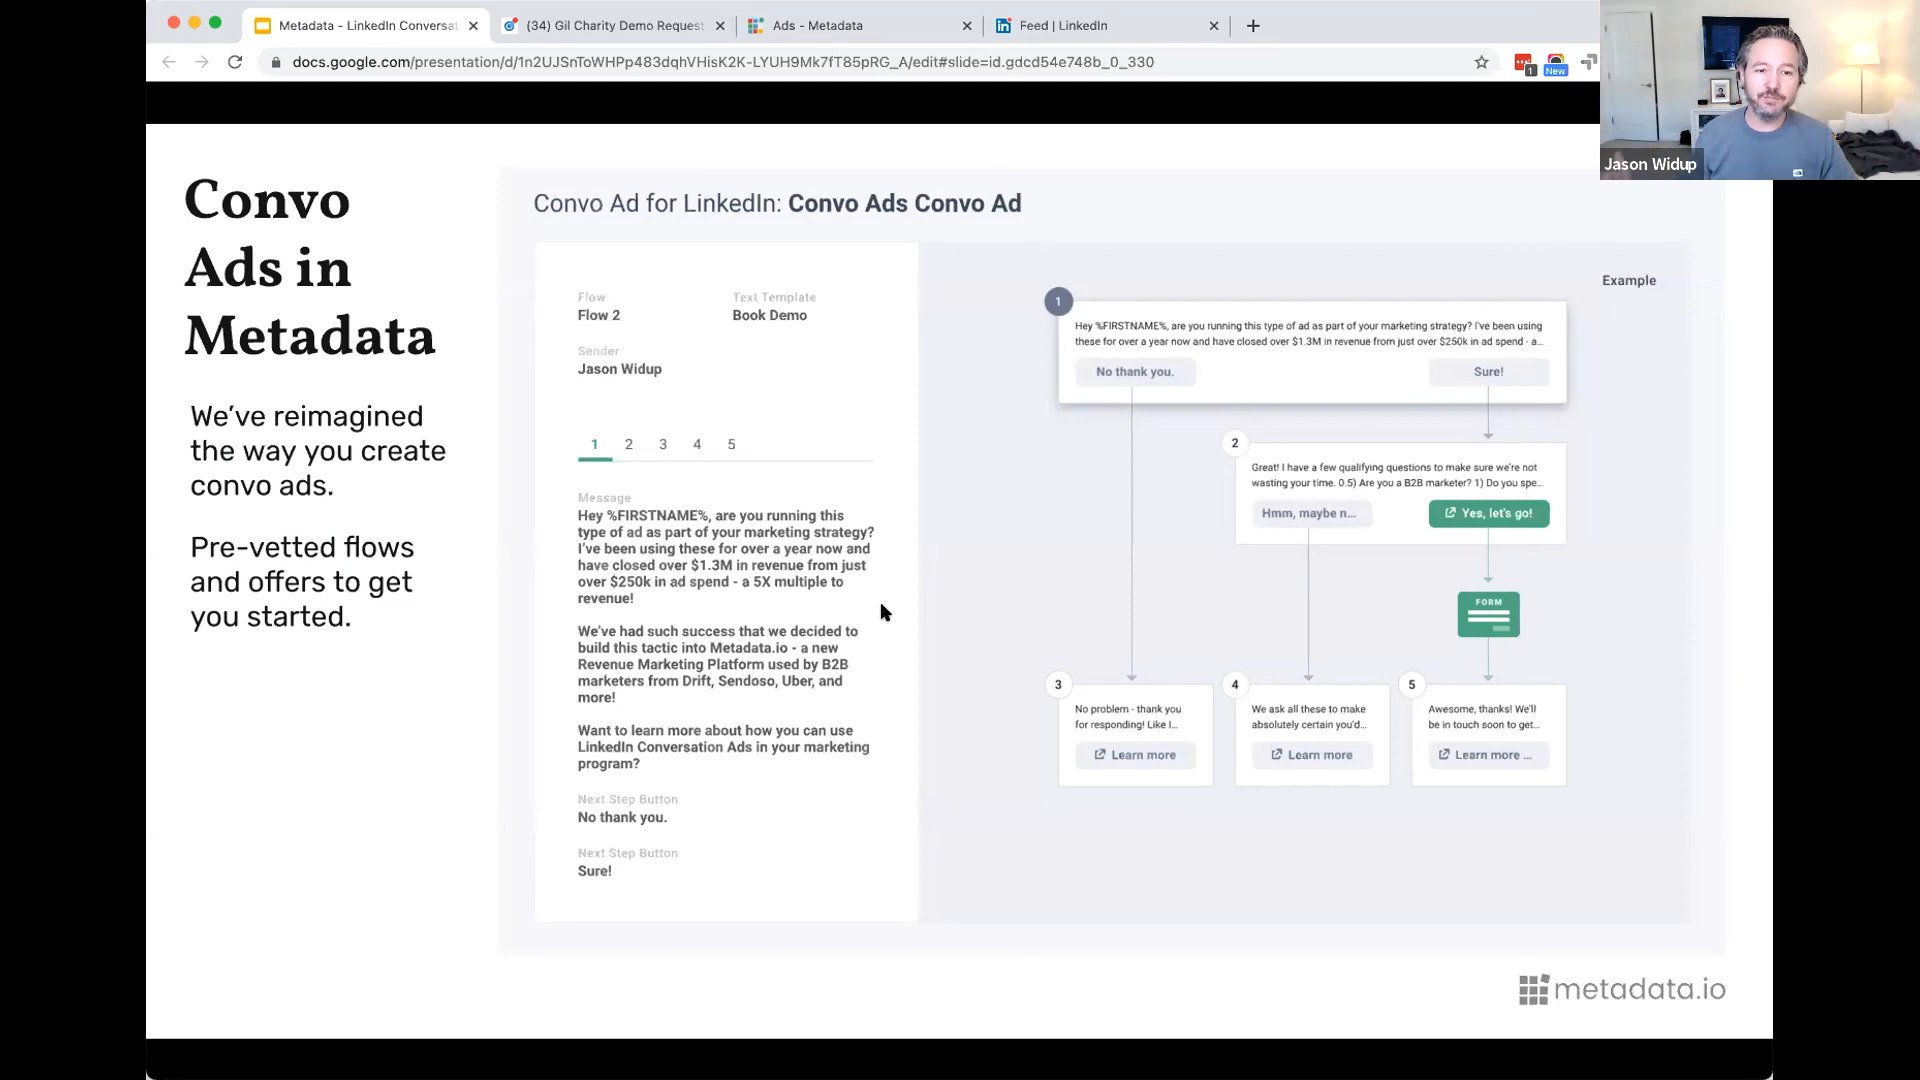 Metadata - LinkedIn Conversat
(34) Gil Charity Demo Request
Ads - Metadata
Feed | LinkedIn
docs.google.com/presentation/d/1n2UJSnToWHPp483dqhVHisK2K-LYUH9Mk7fT85pRG_A/edit#slide=id.gdcd54e748b_0_330
1
New
Jason Widup
Convo
Ads in
Metadata
We've reimagined
the way you create
convo ads.
Pre-vetted flows
and offers to get
you started.
Convo Ad for LinkedIn: Convo Ads Convo Ad
Flow
Flow 2
Text Template
Book Demo
Sender
Jason Widup
1 2 3 4 5
Message
Hey %FIRSTNAME%, are you running this
type of ad as part of your marketing strategy?
I've been using these for over a year now and
have closed over $1.3M in revenue from just
over $250k in ad spend - a 5X multiple to
revenue!
We've had such success that we decided to
build this tactic into Metadata.io - a new
Revenue Marketing Platform used by B2B
marketers from Drift, Sendoso, Uber, and
more!
Want to learn more about how you can use
LinkedIn Conversation Ads in your marketing
program?
Next Step Button
No thank you.
Next Step Button
Sure!
Example
1
Hey %FIRSTNAME%, are you running this type of ad as part of your marketing strategy? I've been using
these for over a year now and have closed over $1.3M in revenue from just over $250k in ad spend - a...
No thank you.
Sure!
2
Great! I have a few qualifying questions to make sure we're not
wasting your time. 0.5) Are you a B2B marketer? 1) Do you spe...
Hmm, maybe n...
Yes, let's go!
FORM
3
No problem - thank you
for responding! Like I...
Learn more
4
We ask all these to make
absolutely certain you'd...
Learn more
5
Awesome, thanks! We'll
be in touch soon to get...
Learn more ...
metadata.io